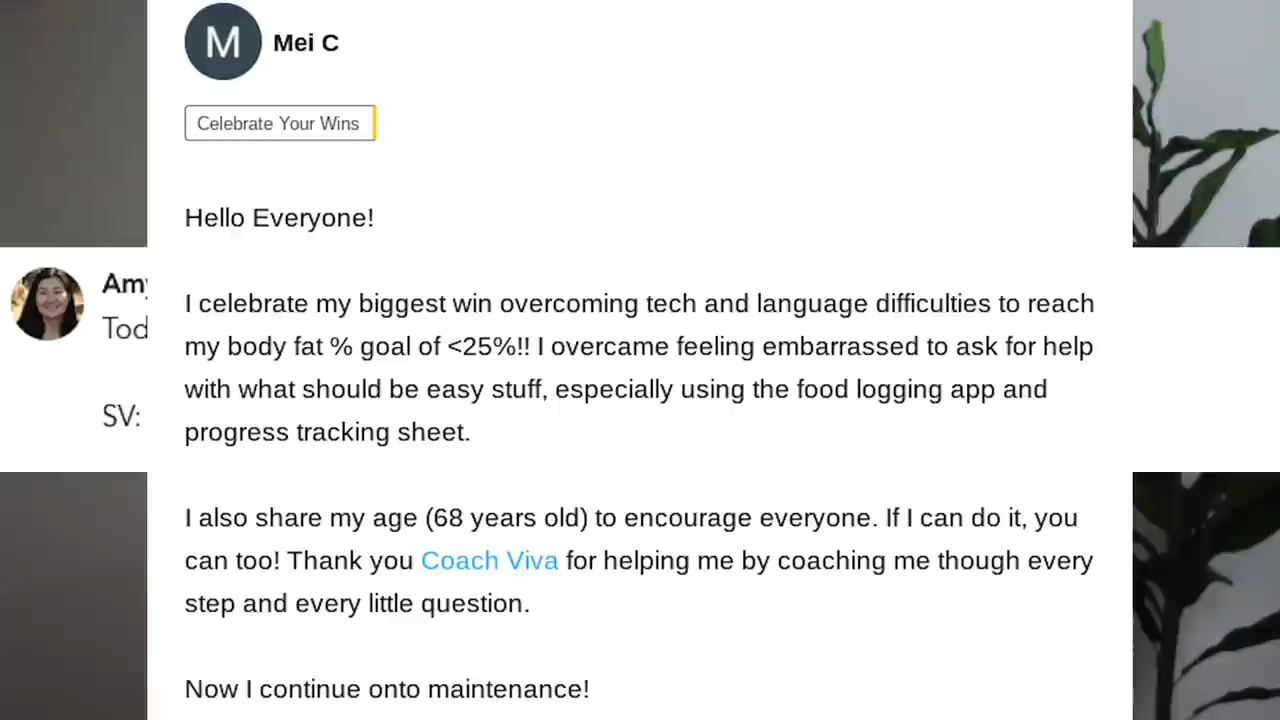 M
Mei C
Celebrate Your Wins
Hello Everyone!
I celebrate my biggest win overcoming tech and language difficulties to reach
my body fat % goal of <25%!! I overcame feeling embarrassed to ask for help
with what should be easy stuff, especially using the food logging app and
progress tracking sheet.
I also share my age (68 years old) to encourage everyone. If I can do it, you
can too! Thank you Coach Viva for helping me by coaching me though every
step and every little question.
Now I continue onto maintenance!
SV: